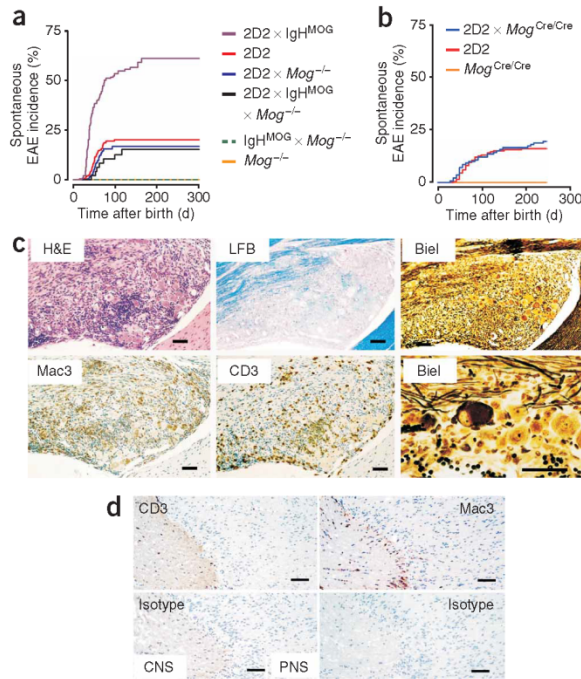 a
Spontaneous
EAE incidence (%)
75
50
25
0
0 100 200 300
Time after birth (d)
2D2 × IgH^MOG
2D2
2D2 × Mog^−/−
2D2 × IgH^MOG
× Mog^−/−
IgH^MOG × Mog^−/−
Mog^−/−
b
Spontaneous
EAE incidence (%)
75
50
25
0
0 100 200 300
Time after birth (d)
2D2 × Mog^Cre/Cre
2D2
Mog^Cre/Cre
c
H&E
LFB
Biel
Mac3
CD3
Biel
d
CD3
Mac3
Isotype
Isotype
CNS
PNS